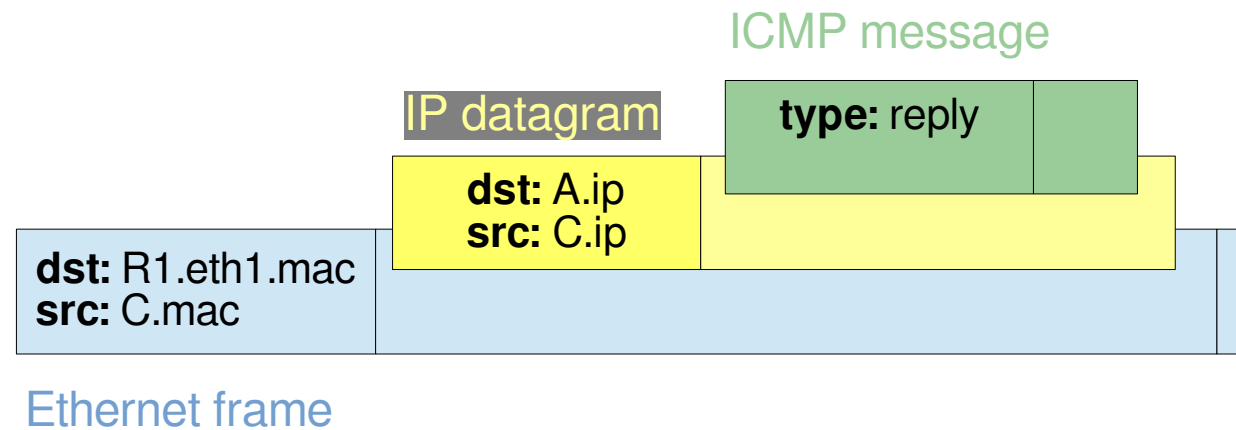 ICMP message
IP datagram
type: reply
dst: A.ip
src: C.ip
dst: R1.eth1.mac
src: C.mac
Ethernet frame